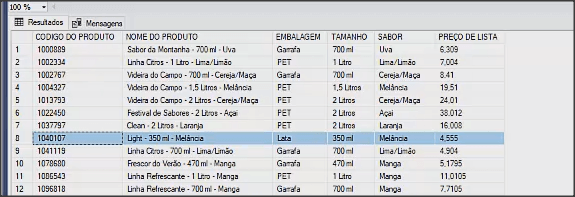 100 %
Resultados Mensagens
CODIGO DO PRODUTO NOME DO PRODUTO EMBALAGEM TAMANHO SABOR PREÇO DE LISTA
1 1000889 Sabor da Montanha - 700 ml - Uva Garrafa 700 ml Uva 6,309
2 1002334 Linha Citros - 1 Litro - Lima/Limão PET 1 Litro Lima/Limão 7,004
3 1002767 Videira do Campo - 700 ml - Cereja/Maça Garrafa 700 ml Cereja/Maça 8,41
4 1004327 Videira do Campo - 1,5 Litros - Melância PET 1,5 Litros Melância 19,51
5 1013793 Videira do Campo - 2 Litros - Cereja/Maça PET 2 Litros Cereja/Maça 24,01
6 1022450 Festival de Sabores - 2 Litros - Açai PET 2 Litros Açai 38,012
7 1037797 Clean - 2 Litros - Laranja PET 2 Litros Laranja 16,008
8 1040107 Light - 350 ml - Melância Lata 350 ml Melância 4,555
9 1041119 Linha Citros - 700 ml - Lima/Limão Garrafa 700 ml Lima/Limão 4,904
10 1078680 Frescor do Verão - 470 ml - Manga Garrafa 470 ml Manga 5,1795
11 1086543 Linha Refrescante - 1 Litro - Manga PET 1 Litro Manga 11,0105
12 1096818 Linha Refrescante - 700 ml - Manga Garrafa 700 ml Manga 7,7105